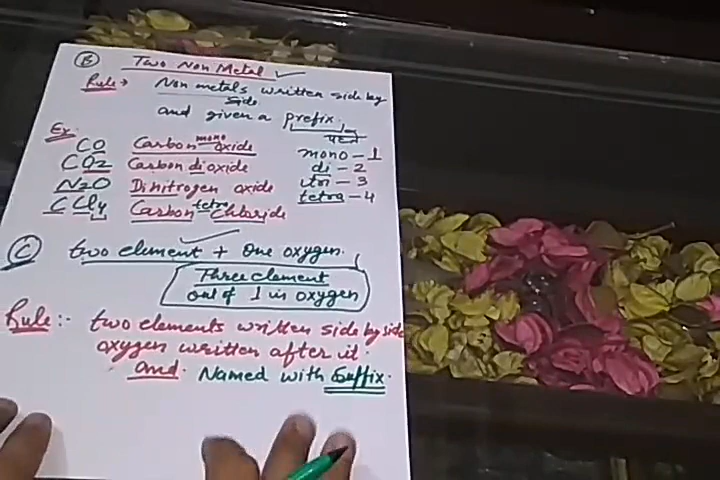 B Two Non Metal ✓
Rule → Non metals written side by
side
and given a prefix.
Ex:
CO Carbon mono oxide mono - 1
CO2 Carbon dioxide di - 2
N2O Dinitrogen oxide tri - 3
CCl4 Carbon tetra Chloride tetra - 4
C two element + One oxygen.
Three element
out of 1 is oxygen
Rule :- two elements written side by side
oxygen written after it.
and. Named with Suffix.